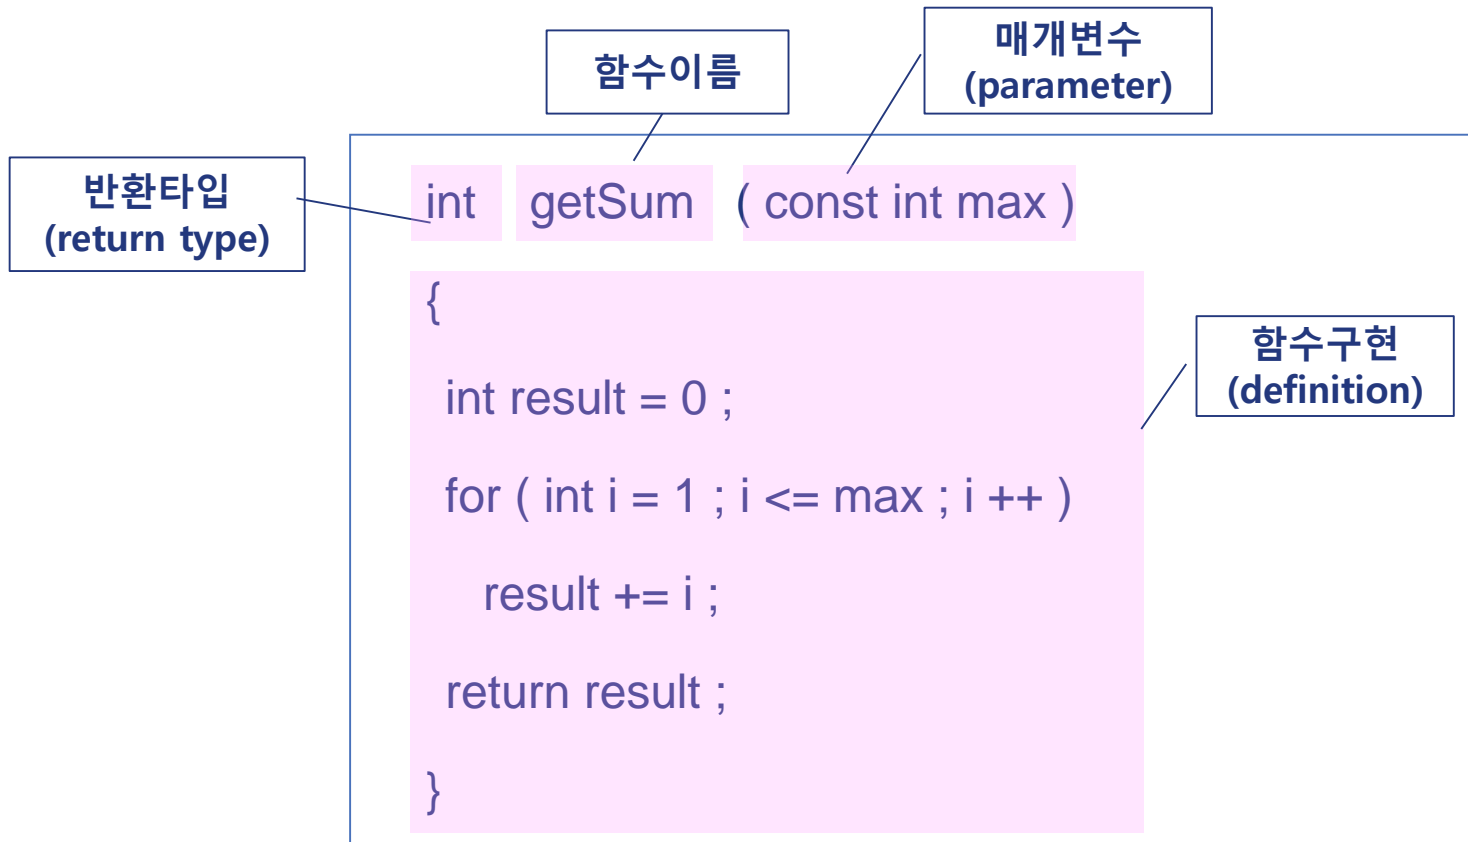 함수이름
매개변수
(parameter)
반환타입
(return type)
int getSum ( const int max )
{
함수구현
(definition)
int result = 0 ;
for ( int i = 1 ; i <= max ; i ++ )
result += i ;
return result ;
}